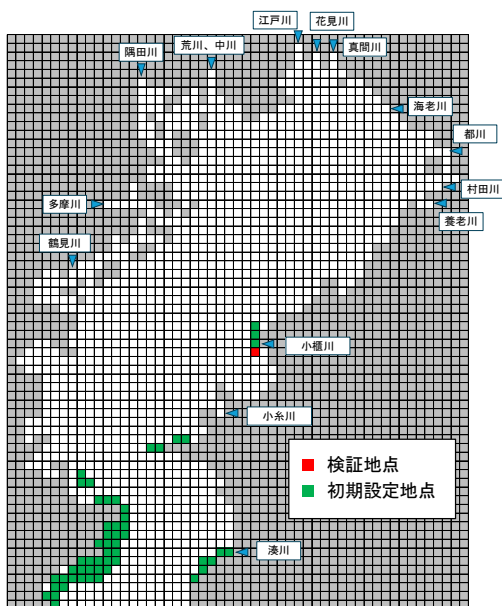 江戸川
花見川
真間川
隅田川
荒川、中川
海老川
都川
村田川
養老川
多摩川
鶴見川
小櫃川
小糸川
検証地点
初期設定地点
湊川